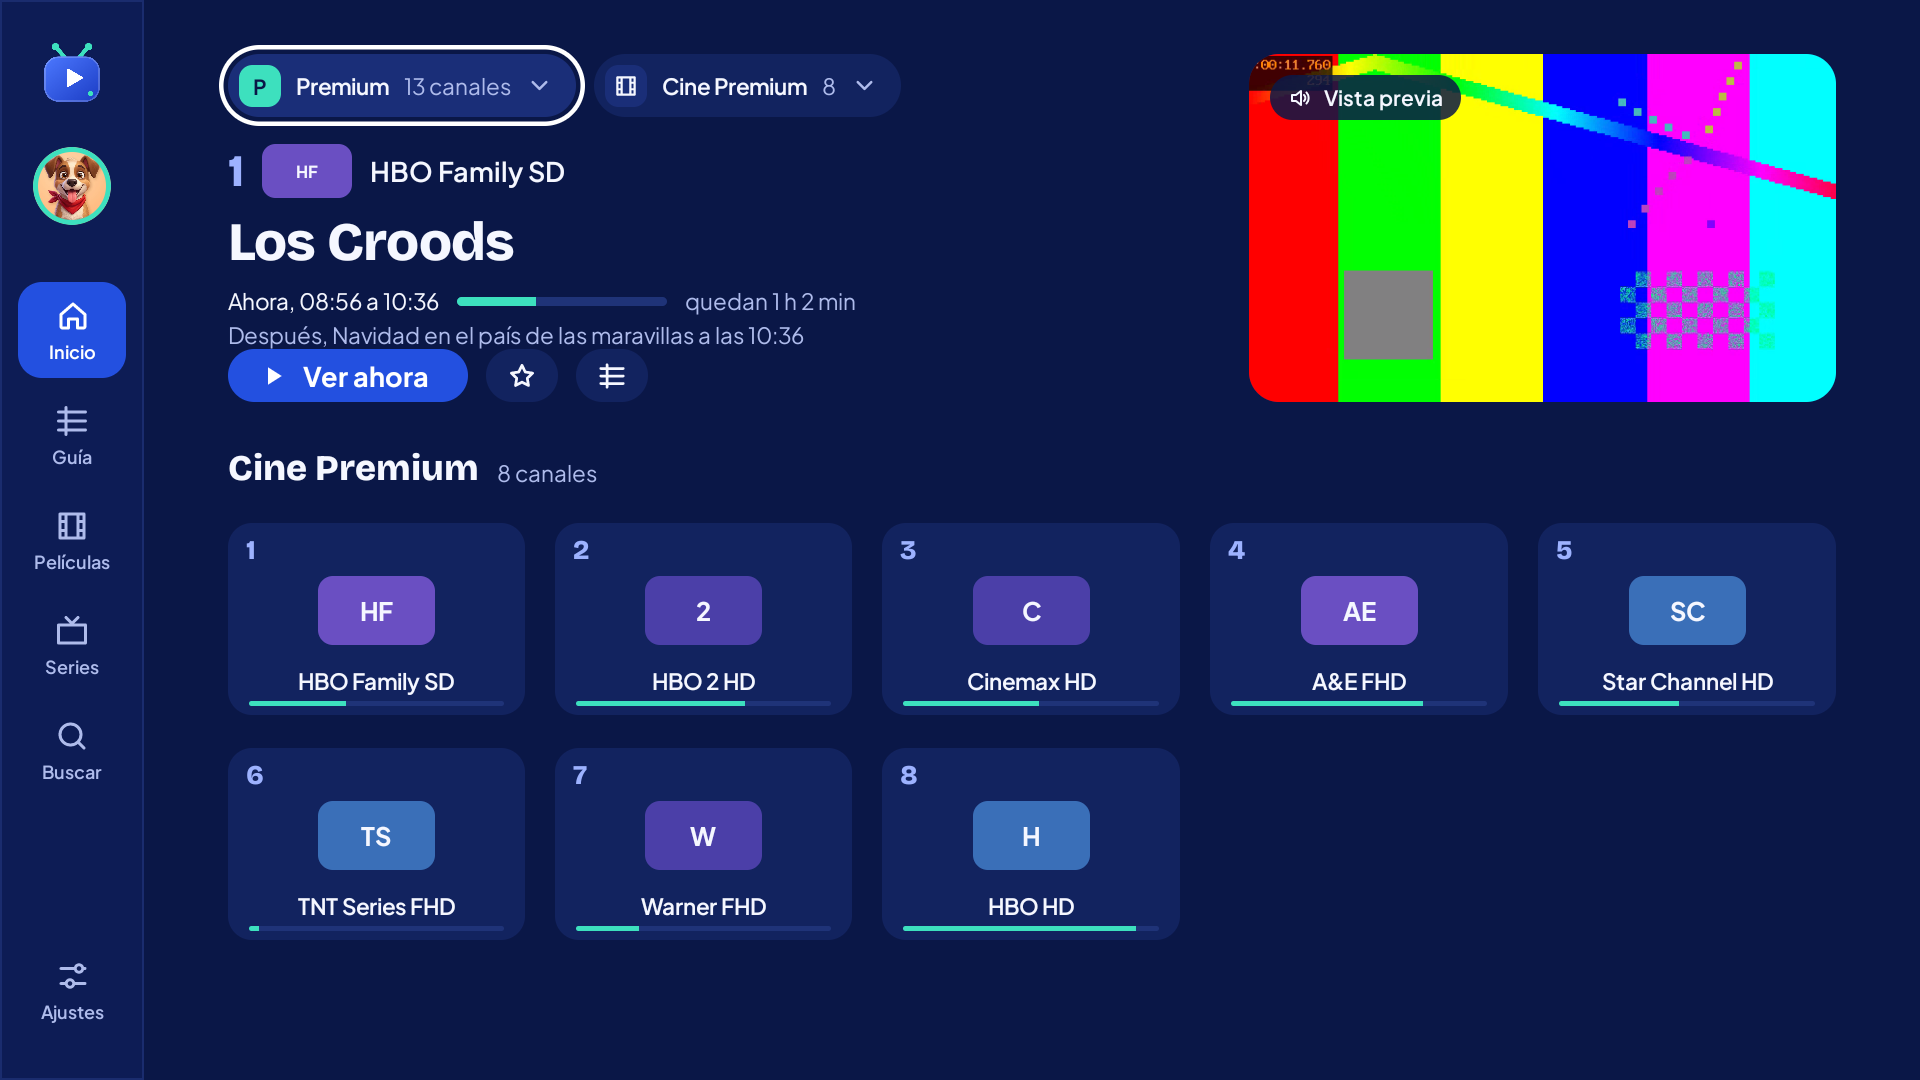 P Premium 13 canales
Cine Premium 8
:00:11.760
Vista previa
1 HF HBO Family SD
Los Croods
Ahora, 08:56 a 10:36 quedan 1 h 2 min
Después, Navidad en el país de las maravillas a las 10:36
Ver ahora
Inicio
Guía
Películas
Series
Buscar
Ajustes
Cine Premium 8 canales
1
HF
HBO Family SD
2
2
HBO 2 HD
3
C
Cinemax HD
4
AE
A&E FHD
5
SC
Star Channel HD
6
TS
TNT Series FHD
7
W
Warner FHD
8
H
HBO HD